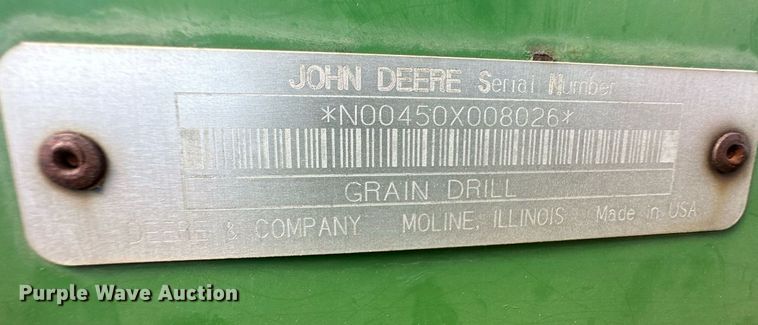 JOHN DEERE Serial Number
*N00450X008026*
GRAIN DRILL
DEERE & COMPANY MOLINE, ILLINOIS Made in USA
Purple Wave Auction